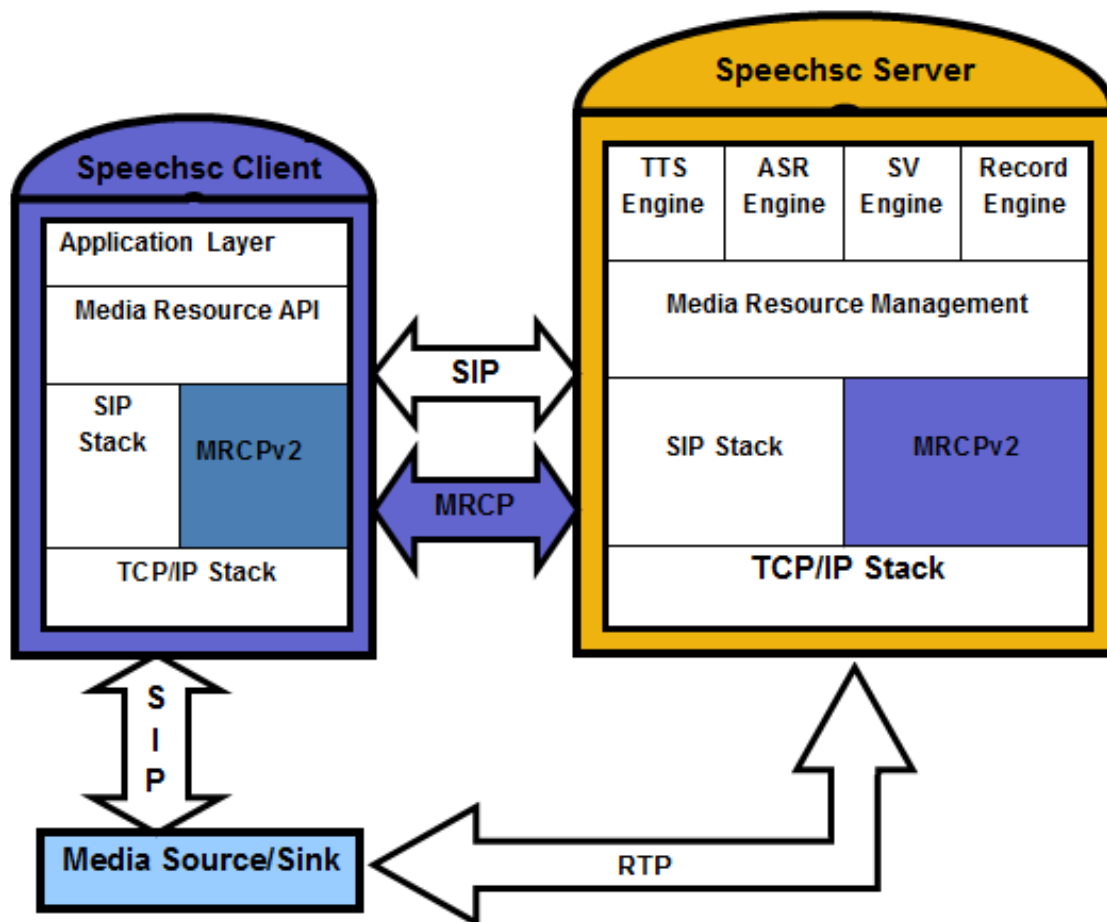 Speechsc Server
Speechsc Client
TTS
Engine
ASR
Engine
SV
Engine
Record
Engine
Application Layer
Media Resource API
Media Resource Management
SIP
SIP
Stack
MRCPv2
SIP Stack
MRCPv2
MRCP
TCP/IP Stack
TCP/IP Stack
S
I
P
Media Source/Sink
RTP